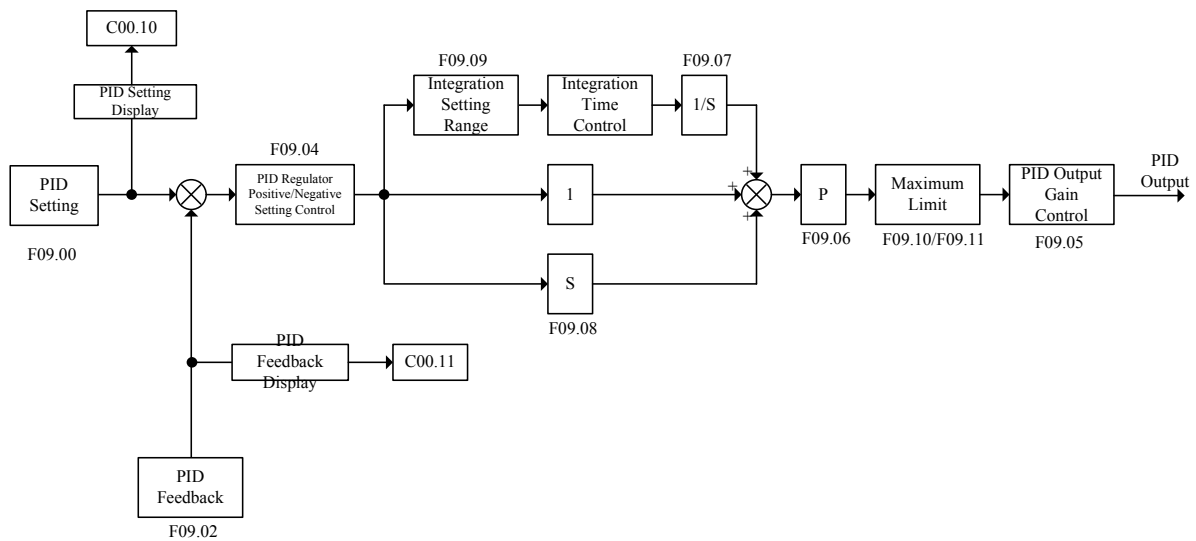 C00.10
PID Setting
Display
PID
Setting
F09.00
F09.04
PID Regulator
Positive/Negative
Setting Control
F09.09
Integration
Setting
Range
Integration
Time
Control
F09.07
1/S
1
S
F09.08
+
+
+
P
F09.06
Maximum
Limit
F09.10/F09.11
PID Output
Gain
Control
F09.05
PID
Output
PID
Feedback
Display
C00.11
PID
Feedback
F09.02